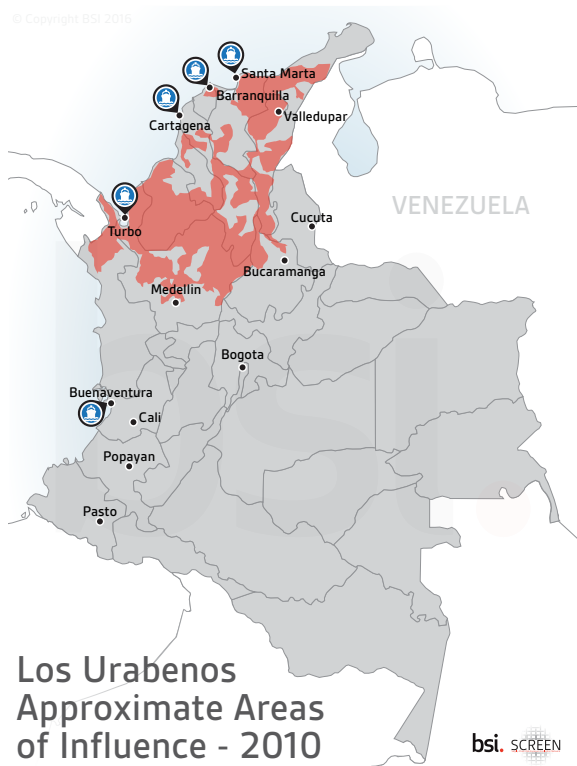 © Copyright BSI 2016
Santa Marta
Barranquilla
Cartagena
Valledupar
VENEZUELA
Turbo
Cucuta
Bucaramanga
Medellin
Bogota
Buenaventura
Cali
Popayan
Pasto
bsi.
Los Urabenos
Approximate Areas
of Influence - 2010
bsi. SCREEN